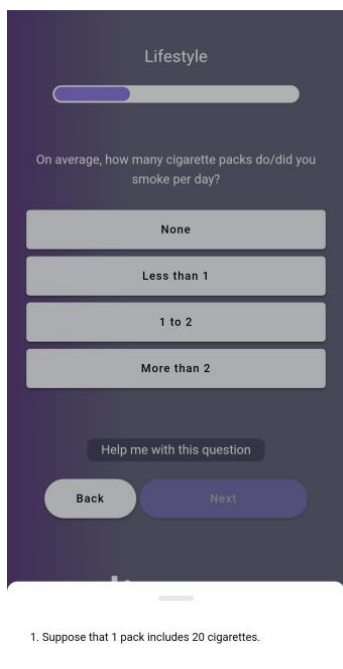 Lifestyle
On average, how many cigarette packs do/did you
smoke per day?
None
Less than 1
1 to 2
More than 2
Help me with this question
Back
Next
1. Suppose that 1 pack includes 20 cigarettes.